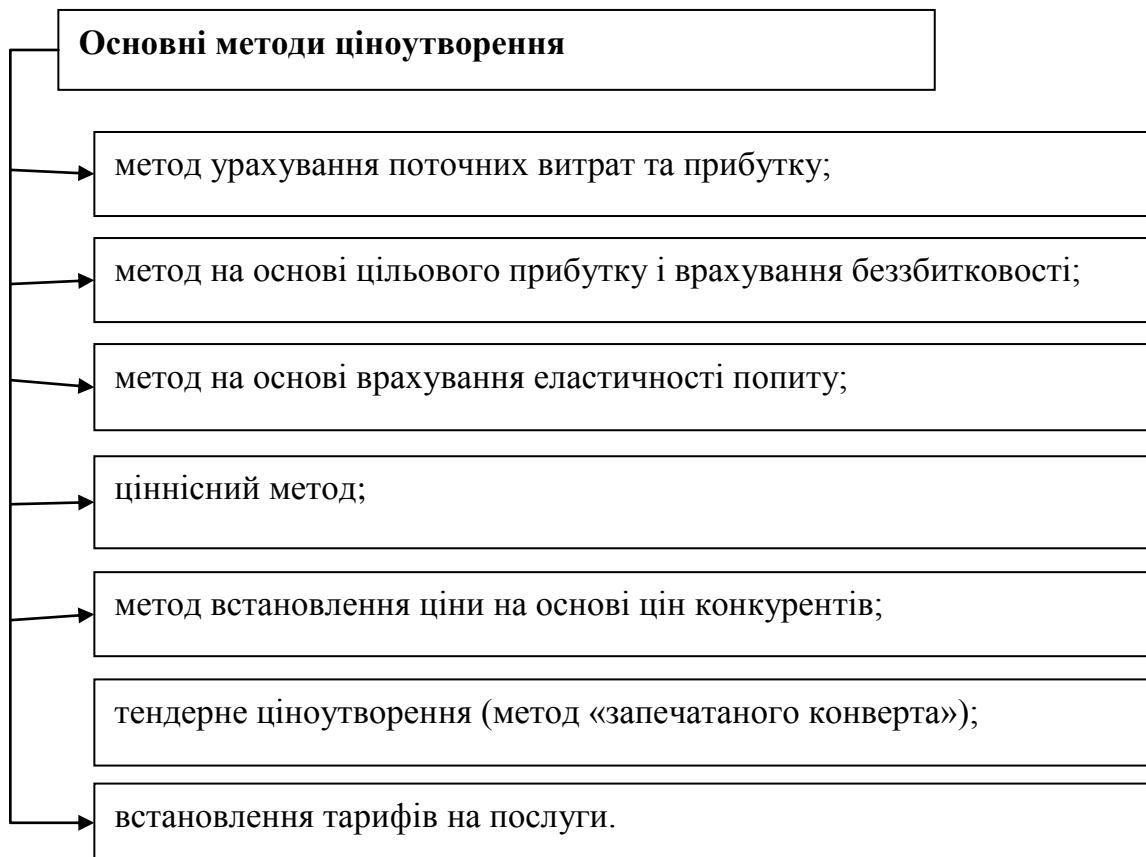 Основні методи ціноутворення
метод урахування поточних витрат та прибутку;
метод на основі цільового прибутку і врахування беззбитковості;
метод на основі врахування еластичності попиту;
ціннісний метод;
метод встановлення ціни на основі цін конкурентів;
тендерне ціноутворення (метод «запечатаного конверта»);
встановлення тарифів на послуги.